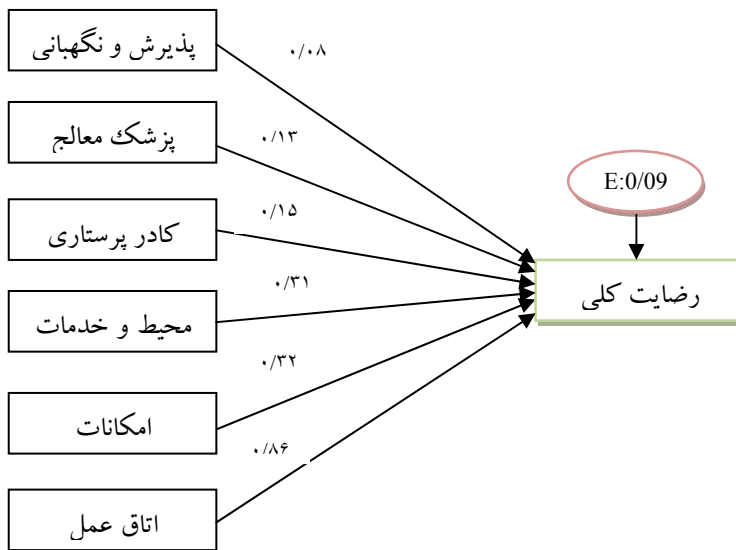 پذیرش و نگهبانی
۰/۰۸
پزشک معالج
۰/۱۳
کادر پرستاری
۰/۱۵
محیط و خدمات
۰/۳۱
امکانات
۰/۳۲
اتاق عمل
۰/۸۶
E:0/09
رضایت کلی